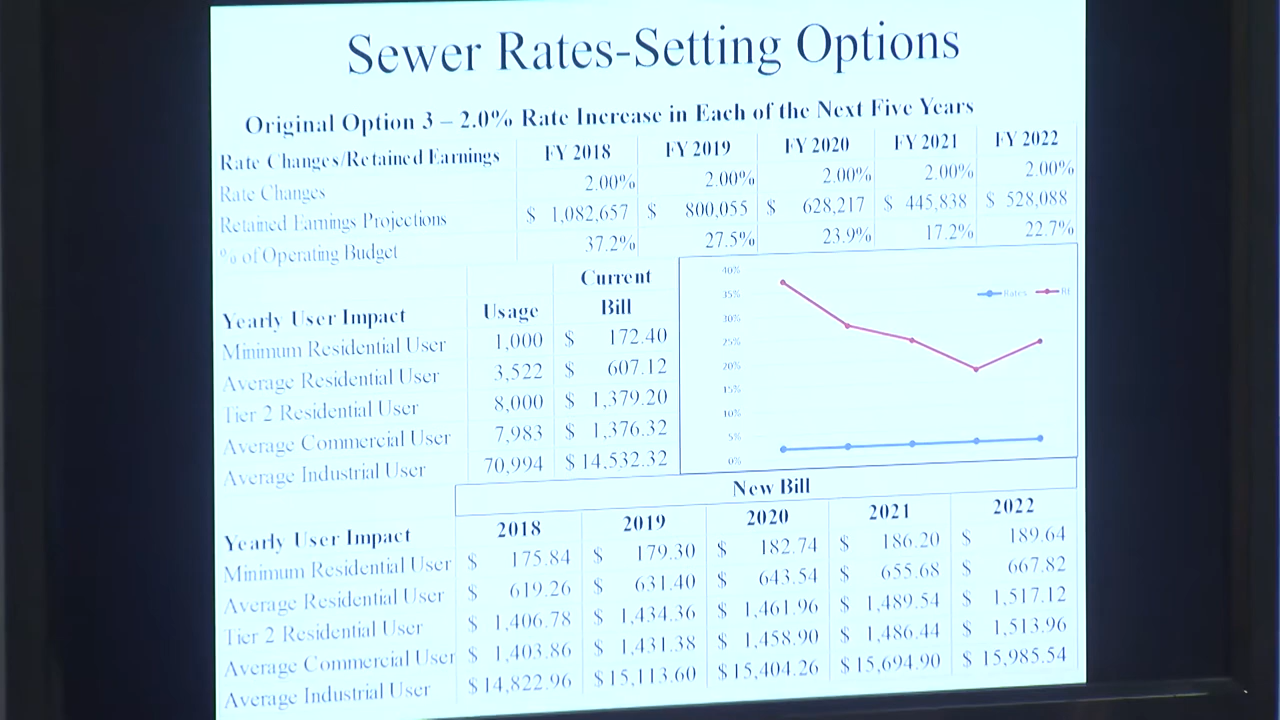 Sewer Rates-Setting Options
Original Option 3 – 2.0% Rate Increase in Each of the Next Five Years
Rate Changes/Retained Earnings FY 2018 FY 2019 FY 2020 FY 2021 FY 2022
Rate Changes 2.00% 2.00% 2.00% 2.00% 2.00%
Retained Earnings Projections $ 1,082,657 $ 800,055 $ 628,217 $ 445,838 $ 528,088
% of Operating Budget 37.2% 27.5% 23.9% 17.2% 22.7%
Current
Yearly User Impact Usage Bill
Minimum Residential User 1,000 $ 172.40
Average Residential User 3,522 $ 607.12
Tier 2 Residential User 8,000 $ 1,379.20
Average Commercial User 7,983 $ 1,376.32
Average Industrial User 70,994 $ 14,532.32
40%
35%
30%
25%
20%
15%
10%
5%
0%
Rates RE
New Bill
Yearly User Impact 2018 2019 2020 2021 2022
Minimum Residential User $ 175.84 $ 179.30 $ 182.74 $ 186.20 $ 189.64
Average Residential User $ 619.26 $ 631.40 $ 643.54 $ 655.68 $ 667.82
Tier 2 Residential User $ 1,406.78 $ 1,434.36 $ 1,461.96 $ 1,489.54 $ 1,517.12
Average Commercial User $ 1,403.86 $ 1,431.38 $ 1,458.90 $ 1,486.44 $ 1,513.96
Average Industrial User $ 14,822.96 $ 15,113.60 $ 15,404.26 $ 15,694.90 $ 15,985.54